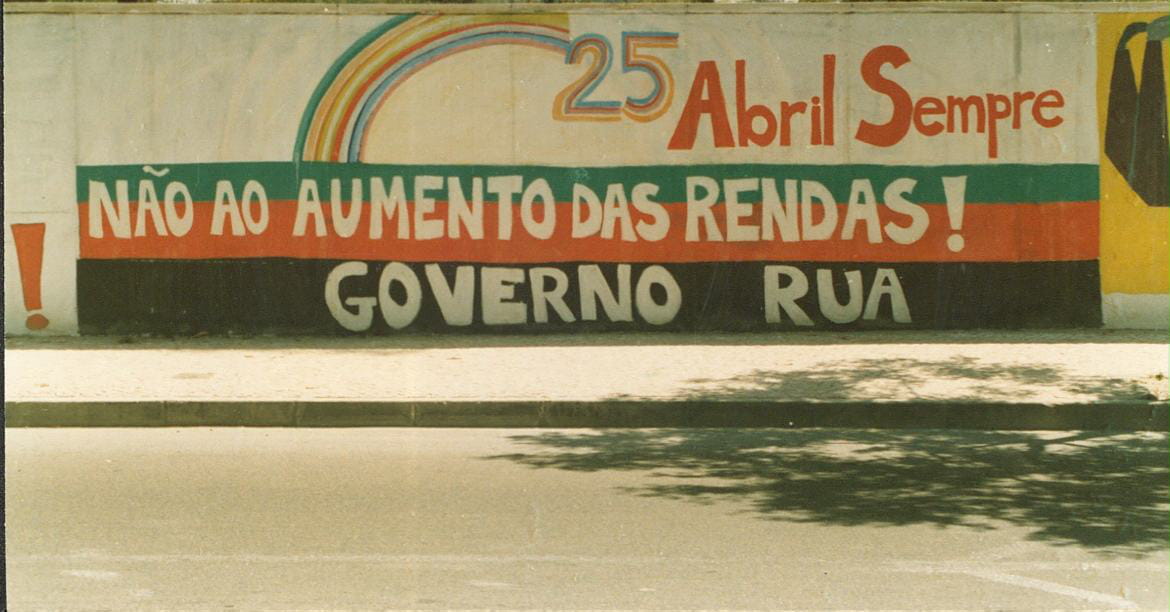 25 Abril Sempre
NÃO AO AUMENTO DAS RENDAS!
GOVERNO RUA
!